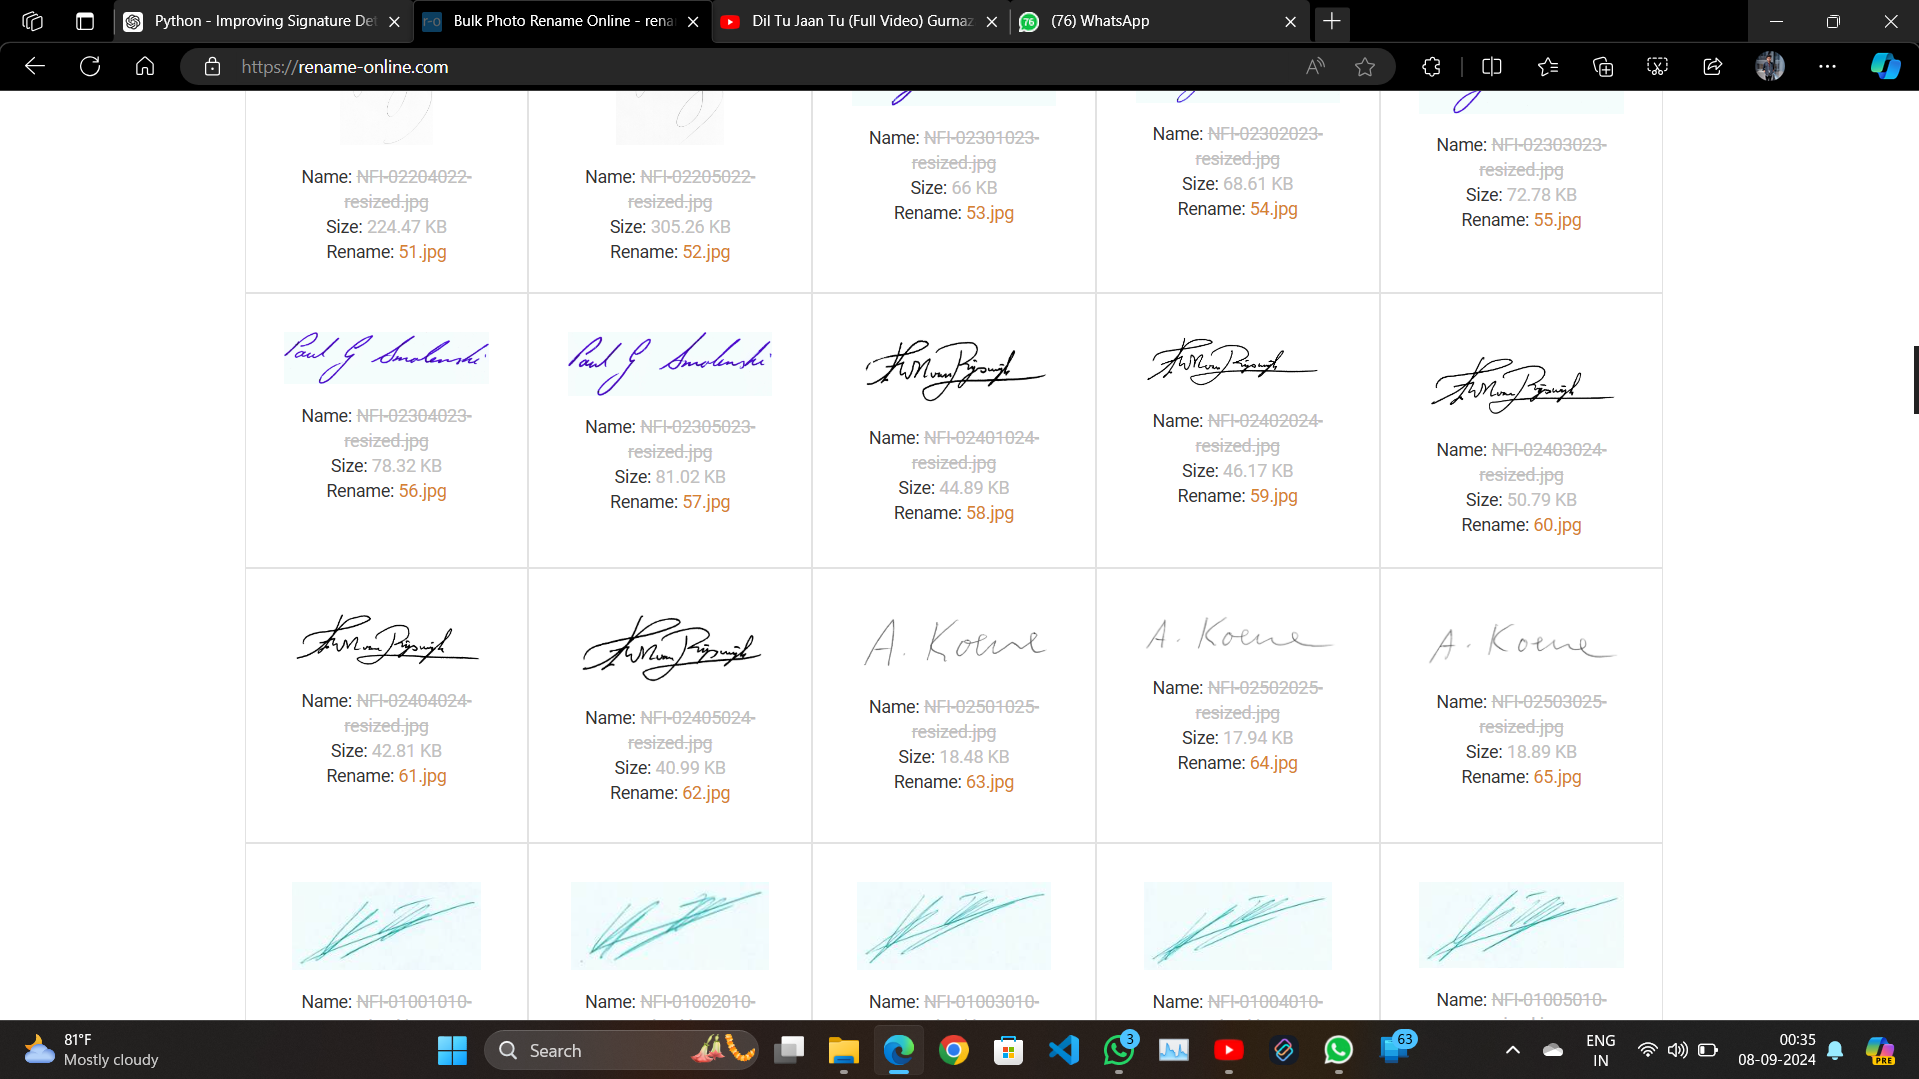 Python - Improving Signature Det
Bulk Photo Rename Online - rena
Dil Tu Jaan Tu (Full Video) Gurnaz
(76) WhatsApp
https://rename-online.com
Name: NFI-02204022-
resized.jpg
Size: 224.47 KB
Rename: 51.jpg
Name: NFI-02205022-
resized.jpg
Size: 305.26 KB
Rename: 52.jpg
Name: NFI-02301023-
resized.jpg
Size: 66 KB
Rename: 53.jpg
Name: NFI-02302023-
resized.jpg
Size: 68.61 KB
Rename: 54.jpg
Name: NFI-02303023-
resized.jpg
Size: 72.78 KB
Rename: 55.jpg
Paul G Smolenski
Name: NFI-02304023-
resized.jpg
Size: 78.32 KB
Rename: 56.jpg
Paul G Smolenski
Name: NFI-02305023-
resized.jpg
Size: 81.02 KB
Rename: 57.jpg
Name: NFI-02401024-
resized.jpg
Size: 44.89 KB
Rename: 58.jpg
Name: NFI-02402024-
resized.jpg
Size: 46.17 KB
Rename: 59.jpg
Name: NFI-02403024-
resized.jpg
Size: 50.79 KB
Rename: 60.jpg
Name: NFI-02404024-
resized.jpg
Size: 42.81 KB
Rename: 61.jpg
Name: NFI-02405024-
resized.jpg
Size: 40.99 KB
Rename: 62.jpg
A. Koene
Name: NFI-02501025-
resized.jpg
Size: 18.48 KB
Rename: 63.jpg
A. Koene
Name: NFI-02502025-
resized.jpg
Size: 17.94 KB
Rename: 64.jpg
A. Koene
Name: NFI-02503025-
resized.jpg
Size: 18.89 KB
Rename: 65.jpg
Name: NFI-01001010-
Name: NFI-01002010-
Name: NFI-01003010-
Name: NFI-01004010-
Name: NFI-01005010-
81°F
Mostly cloudy
Search
3
63
ENG
IN
00:35
08-09-2024
PRE